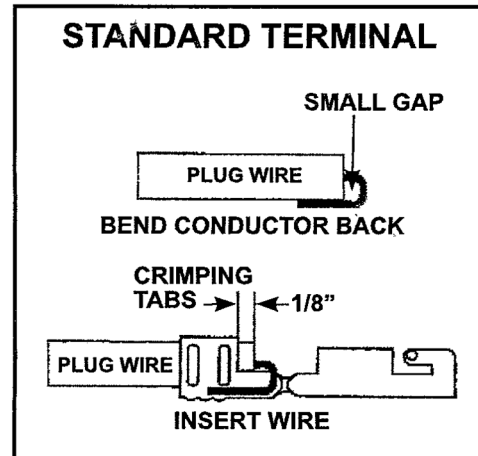 STANDARD TERMINAL
SMALL GAP
PLUG WIRE
BEND CONDUCTOR BACK
CRIMPING
TABS 1/8"
PLUG WIRE
INSERT WIRE